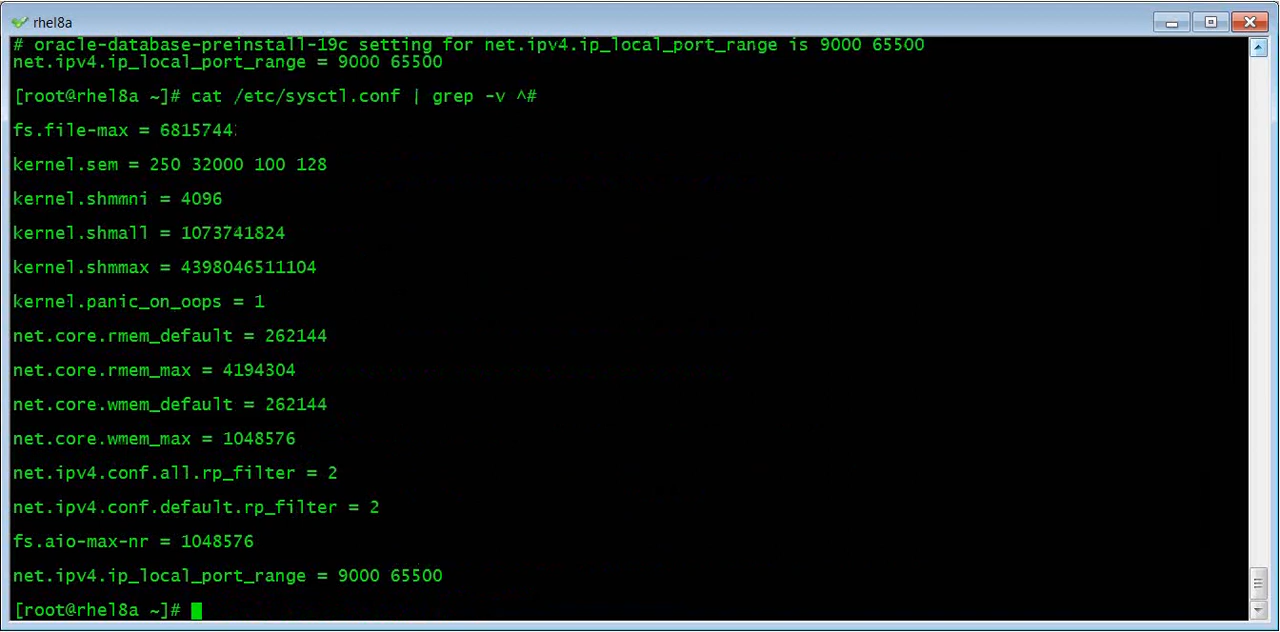 rhel8a
# oracle-database-preinstall-19c setting for net.ipv4.ip_local_port_range is 9000 65500
net.ipv4.ip_local_port_range = 9000 65500
[root@rhel8a ~]# cat /etc/sysctl.conf | grep -v ^#
fs.file-max =
kernel.sem = 250 32000 100 128
kernel.shmmni = 4096
kernel.shmall = 1073741824
kernel.shmmax = 4398046511104
kernel.panic_on_oops = 1
net.core.rmem_default = 262144
net.core.rmem_max = 4194304
net.core.wmem_default = 262144
net.core.wmem_max = 1048576
net.ipv4.conf.all.rp_filter = 2
net.ipv4.conf.default.rp_filter = 2
fs.aio-max-nr = 1048576
net.ipv4.ip_local_port_range = 9000 65500
[root@rhel8a ~]#